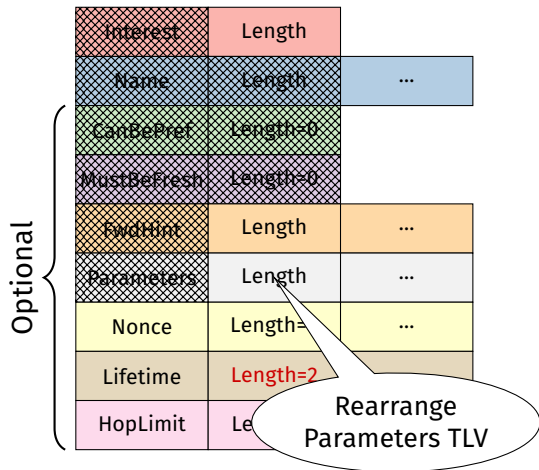 Interest Length
Name Length ...
CanBePref Length=0
MustBeFresh Length=0
FwdHint Length ...
Parameters Length ...
Nonce Length= ...
Lifetime Length=2
HopLimit
Optional
Rearrange
Parameters TLV